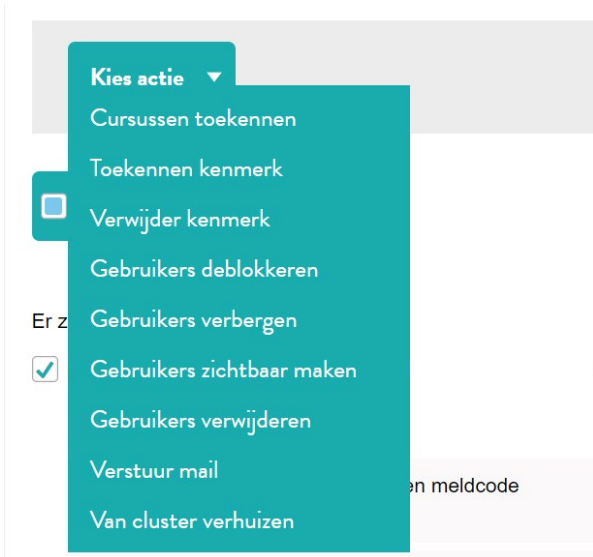 Kies actie
Cursussen toekennen
Toekennen kenmerk
Verwijder kenmerk
Gebruikers deblokkeren
Er z
Gebruikers verbergen
Gebruikers zichtbaar maken
Gebruikers verwijderen
Verstuur mail
en meldcode
Van cluster verhuizen